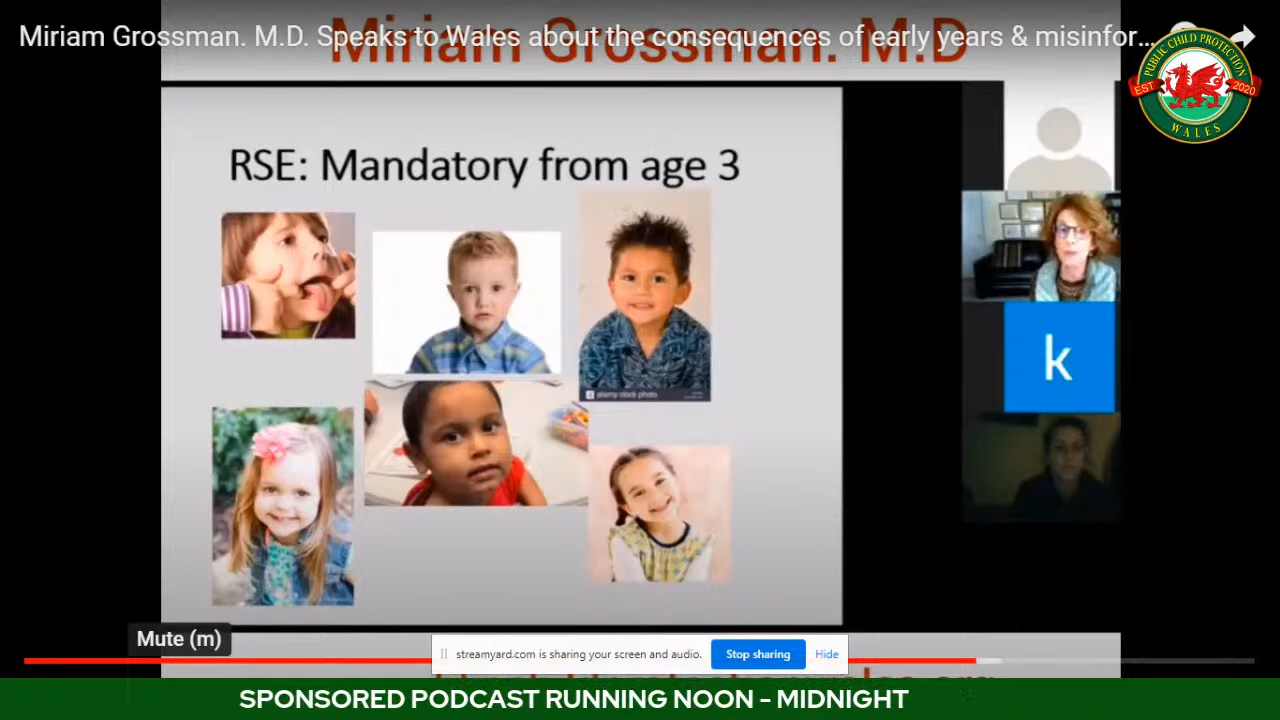 Miriam Grossman. M.D. Speaks to Wales about the consequences of early years & misinfor...
Miriam Grossman. M.D
PUBLIC CHILD PROTECTION
EST 2020
WALES
RSE: Mandatory from age 3
alamy stock photo
k
Mute (m)
streamyard.com is sharing your screen and audio.
Stop sharing
Hide
SPONSORED PODCAST RUNNING NOON - MIDNIGHT